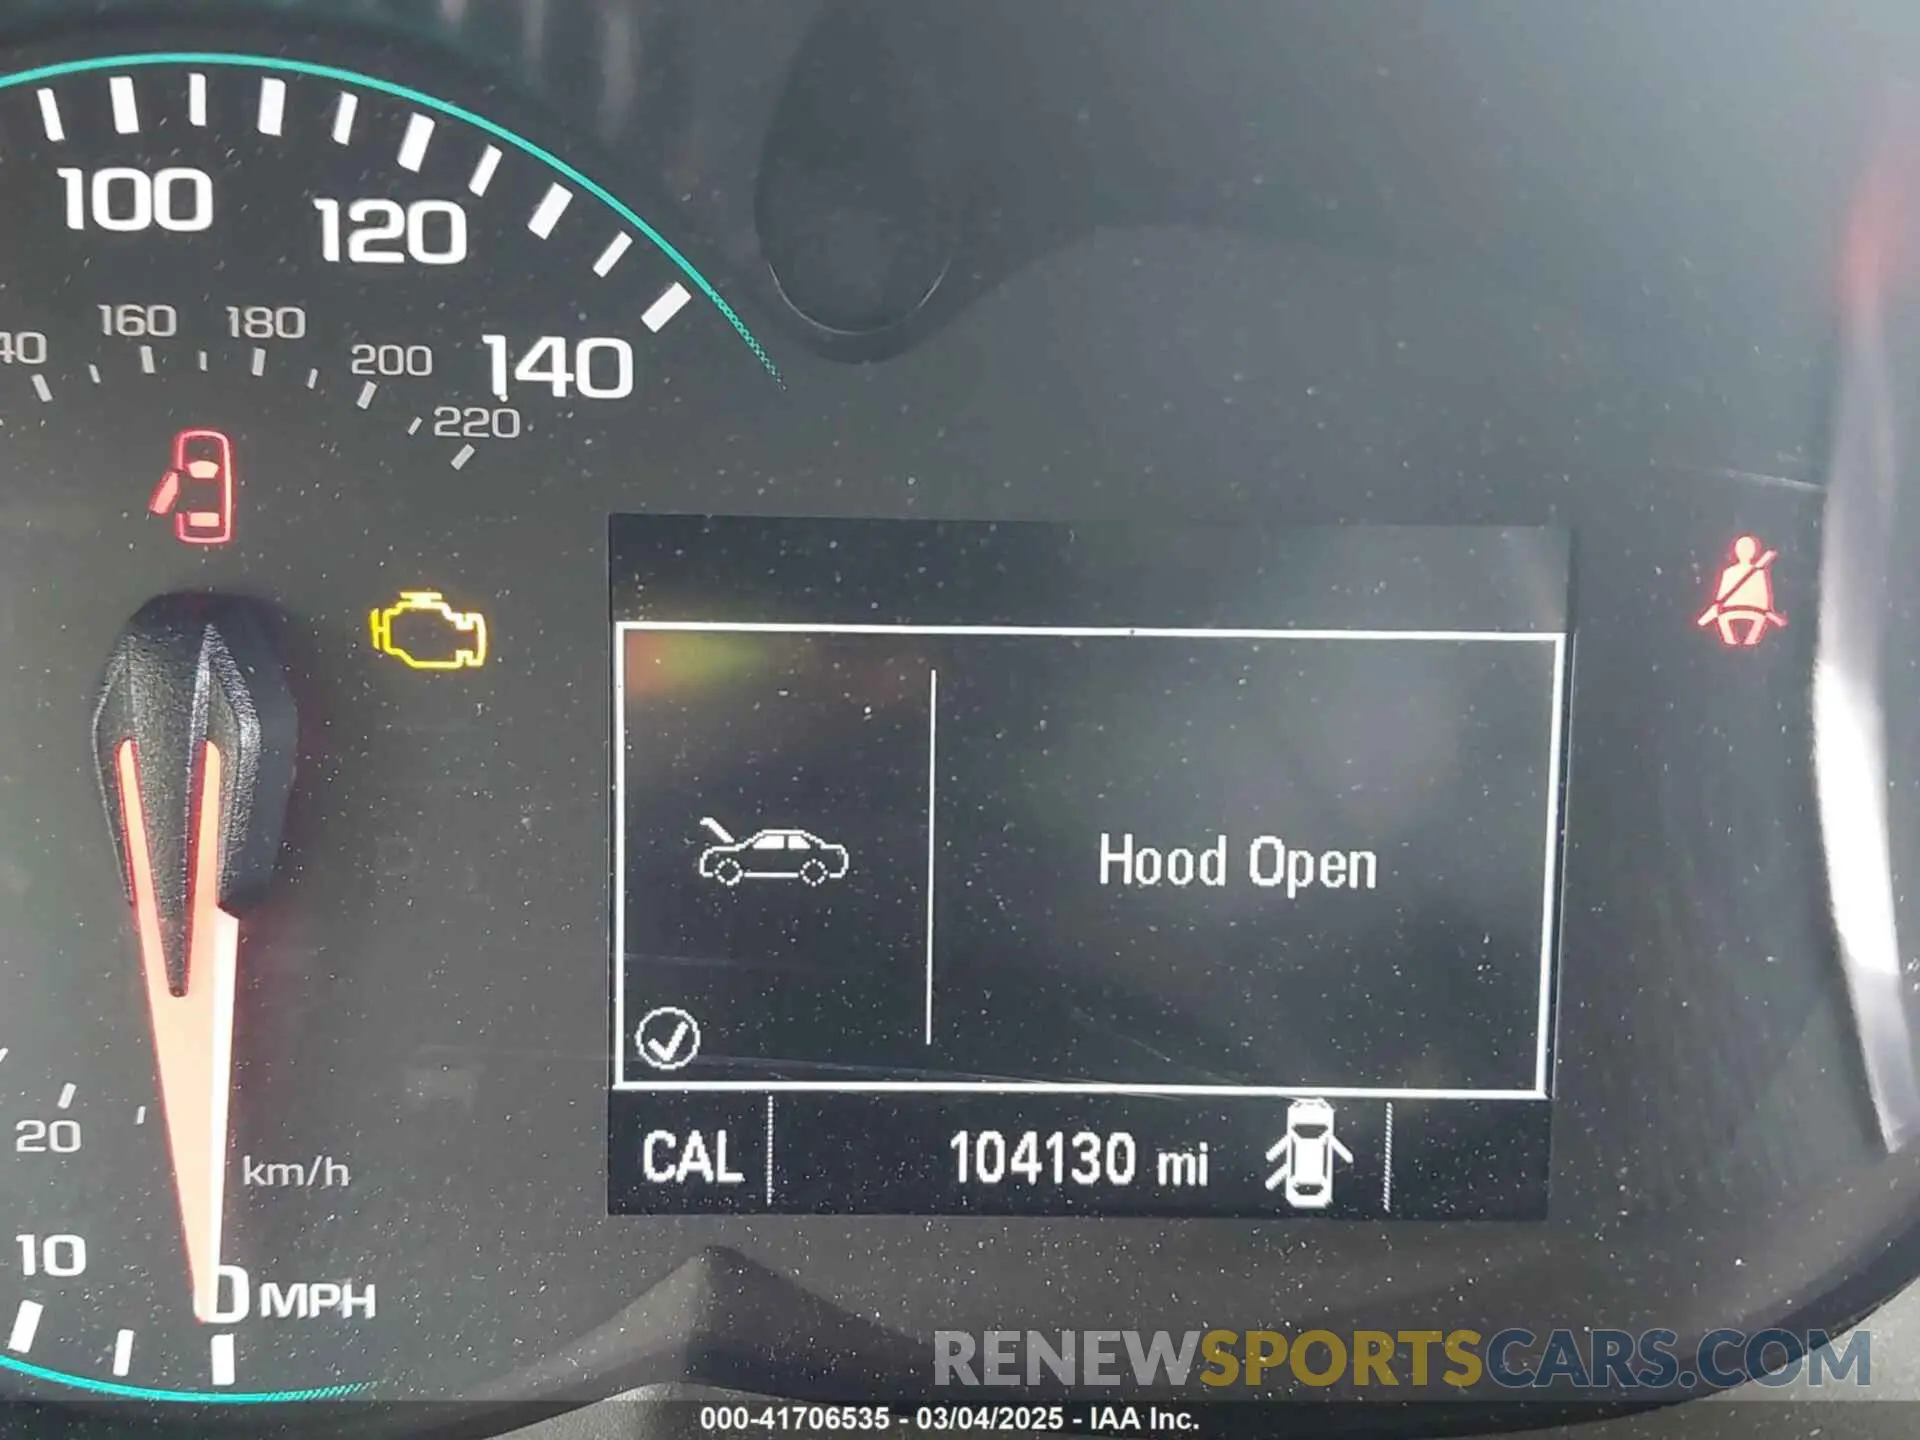 100
120
140
160
180
200
220
Hood Open
CAL
104130 mi
20
km/h
10
0 MPH
RENEWSPORTSCARS.COM
000-41706535 - 03/04/2025 - IAA Inc.